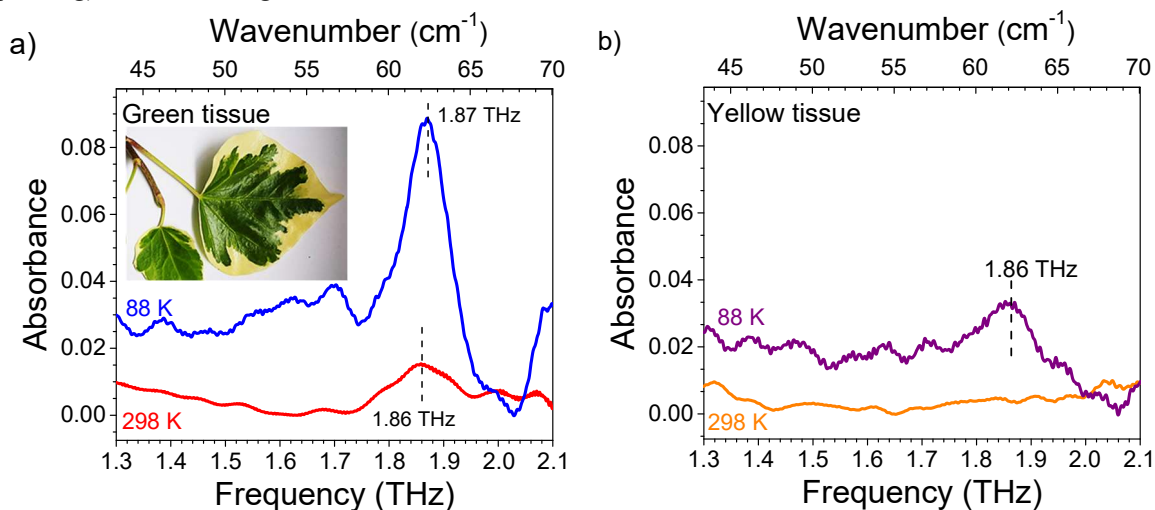 a)
Wavenumber (cm⁻¹)
45 50 55 60 65 70
Green tissue
1.87 THz
Absorbance
0.08
0.06
0.04
0.02
0.00
88 K
298 K
1.86 THz
1.3 1.4 1.5 1.6 1.7 1.8 1.9 2.0 2.1
Frequency (THz)
b)
Wavenumber (cm⁻¹)
45 50 55 60 65 70
Yellow tissue
1.86 THz
Absorbance
0.08
0.06
0.04
0.02
0.00
88 K
298 K
1.3 1.4 1.5 1.6 1.7 1.8 1.9 2.0 2.1
Frequency (THz)